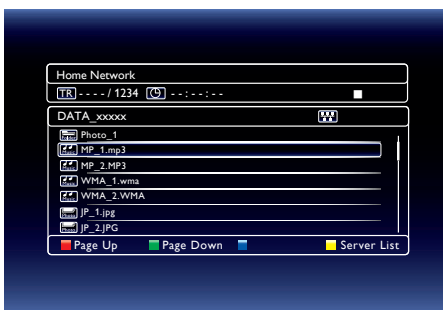 Home Network
TR - - - - / 1234 - - : - - : - -
DATA_xxxxx
Photo_1
MP_1.mp3
MP_2.MP3
WMA_1.wma
WMA_2.WMA
JP_1.jpg
JP_2.JPG
Page Up Page Down Server List